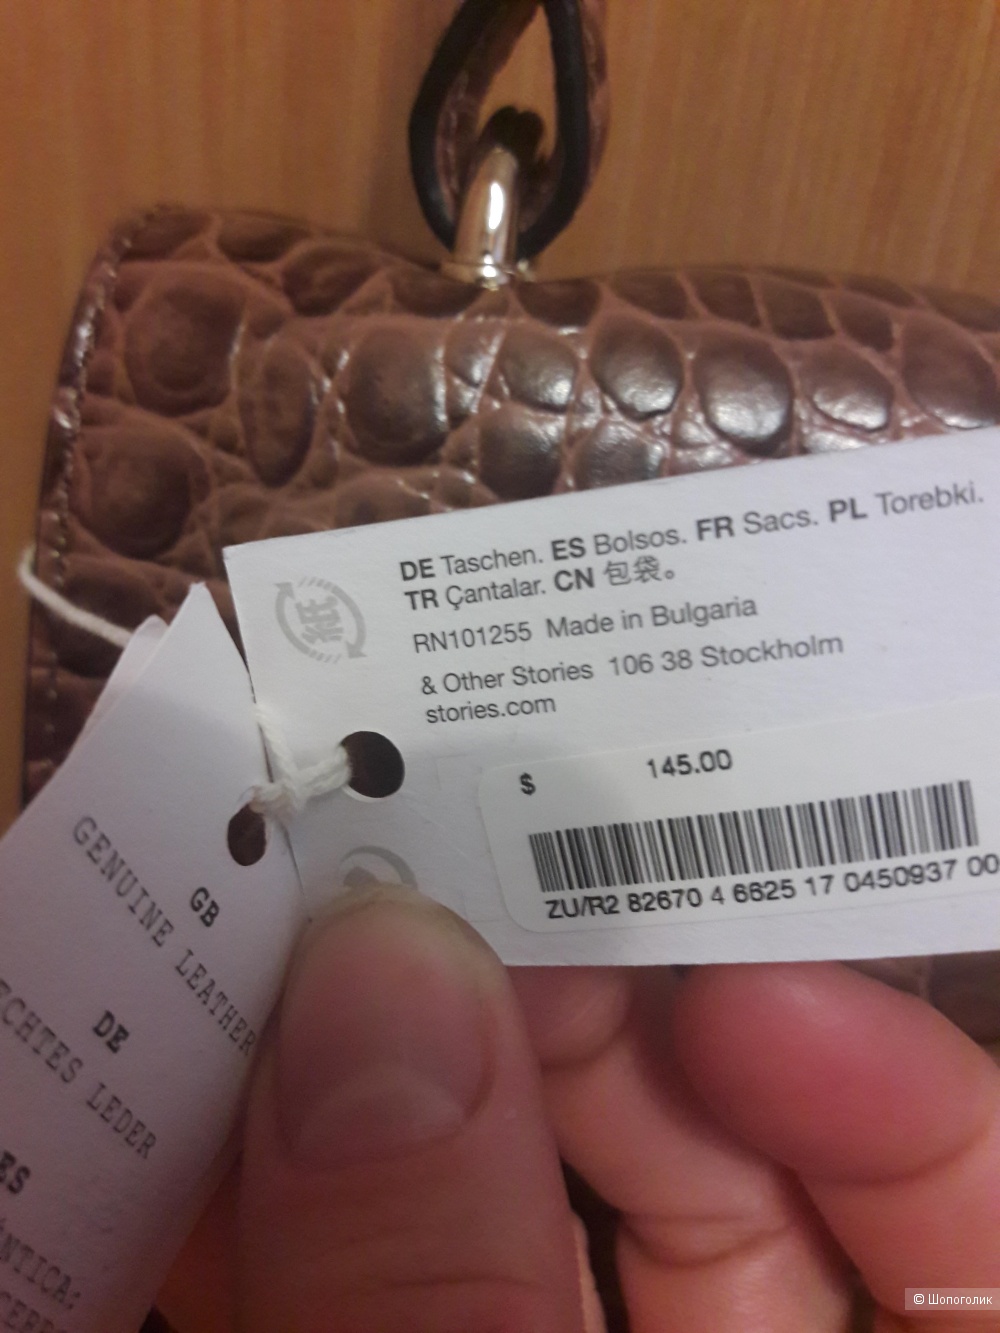 DE Taschen. ES Bolsos. FR Sacs. PL Torebki.
TR Çantalar. CN 包袋。
RN101255 Made in Bulgaria
& Other Stories 106 38 Stockholm
stories.com
$ 145.00
ZU/R2 82670 4 6625 17 0450937 00
紙
GB
GENUINE LEATHER
DE
ECHTES LEDER
ES
© Шопоголик